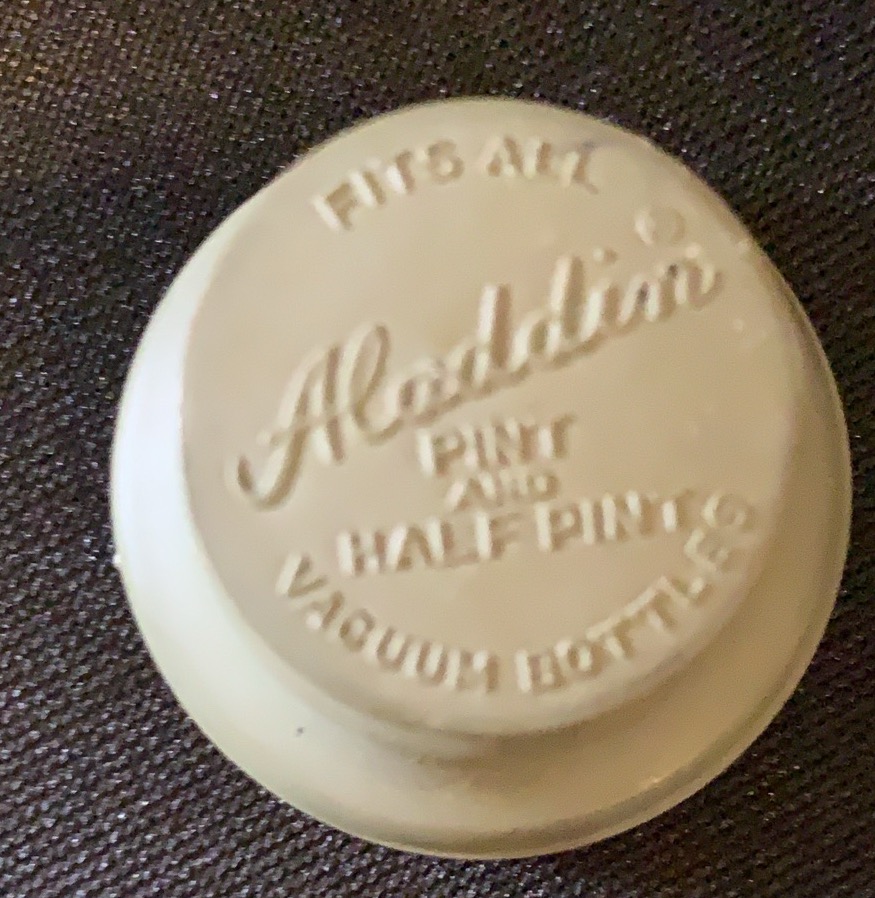 FITS ALL
Aladdin®
PINT
AND
HALF PINT
VACUUM BOTTLES